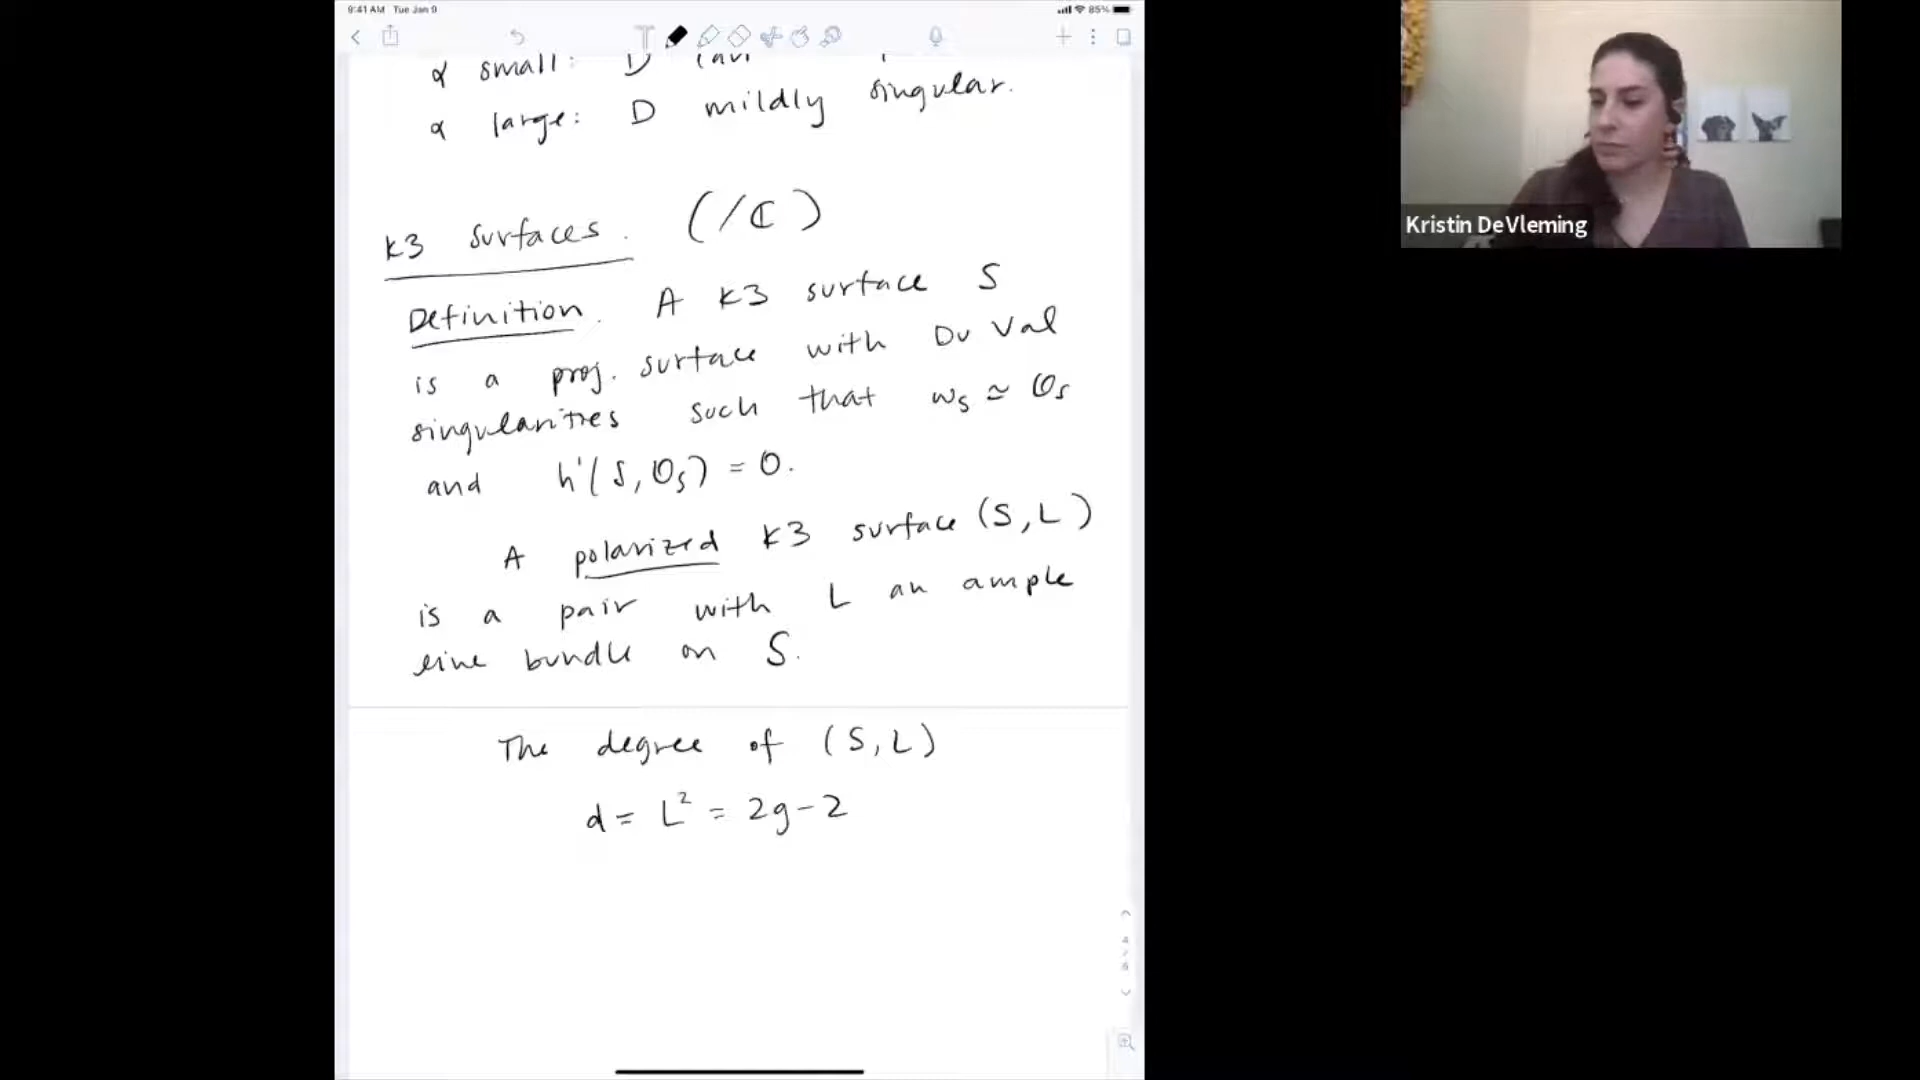 9:41 AM Tue Jan 9
85%
α small: D
α large: D mildly singular.
K3 surfaces. (/ℂ)
Definition. A K3 surface S
is a proj. surface with Du Val
singularities such that ω_S ≃ O_S
and h¹(S, O_S) = 0.
A polarized K3 surface (S, L)
is a pair with L an ample
line bundle on S.
The degree of (S, L)
d = L² = 2g - 2
Kristin DeVleming